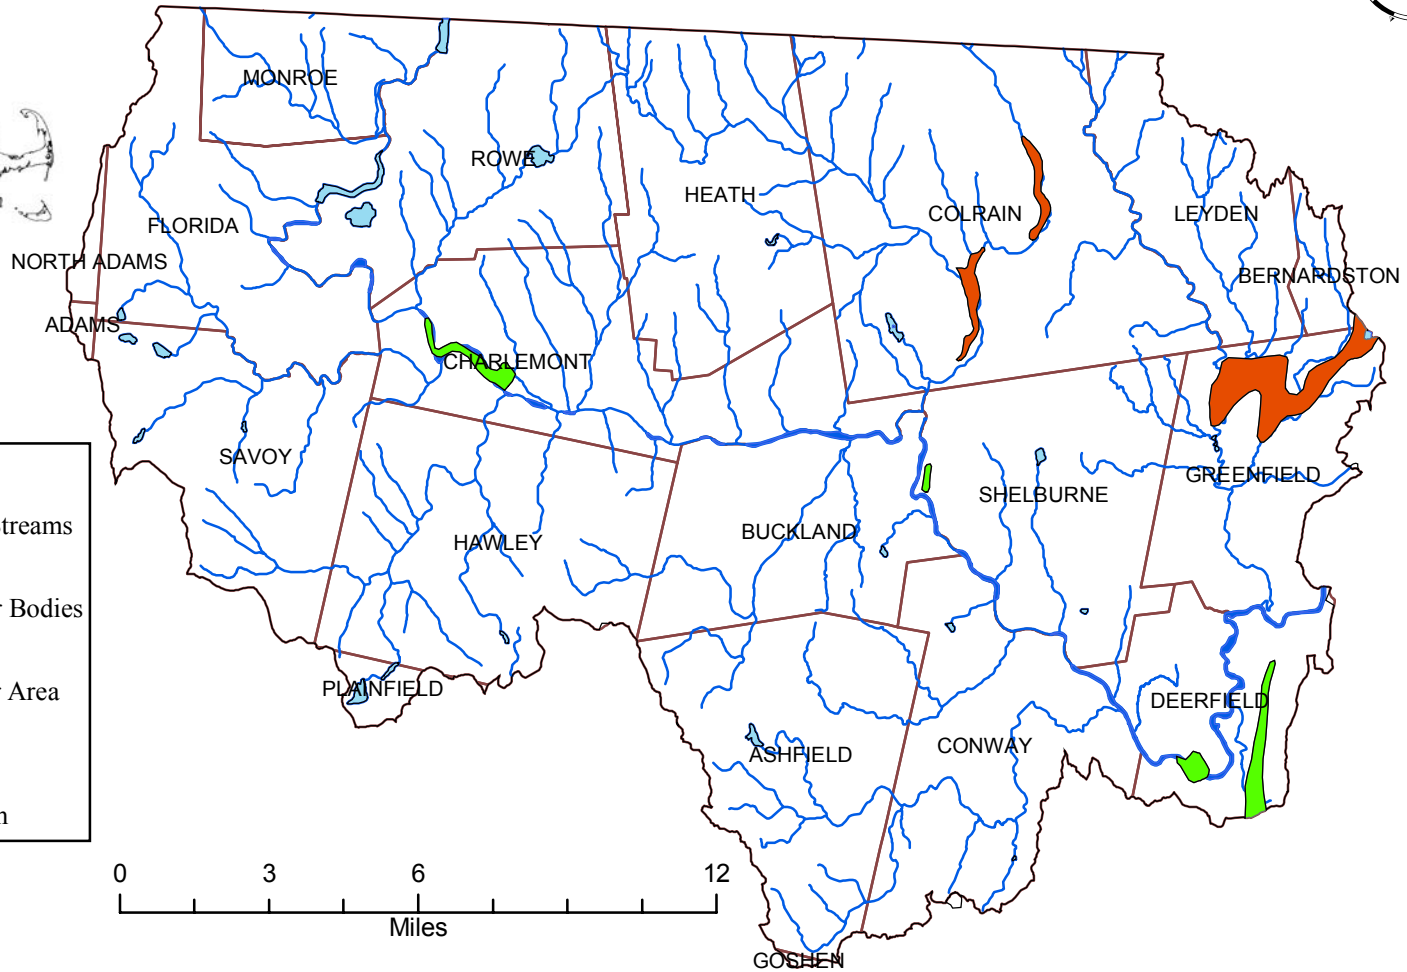 MONROE
ROWE
HEATH
COLRAIN
LEYDEN
FLORIDA
NORTH ADAMS
BERNARDSTON
ADAMS
CHARLEMONT
SAVOY
GREENFIELD
SHELBURNE
BUCKLAND
HAWLEY
PLAINFIELD
DEERFIELD
CONWAY
ASHFIELD
GOSHEN
Bodies
Area
0 3 6 12
Miles